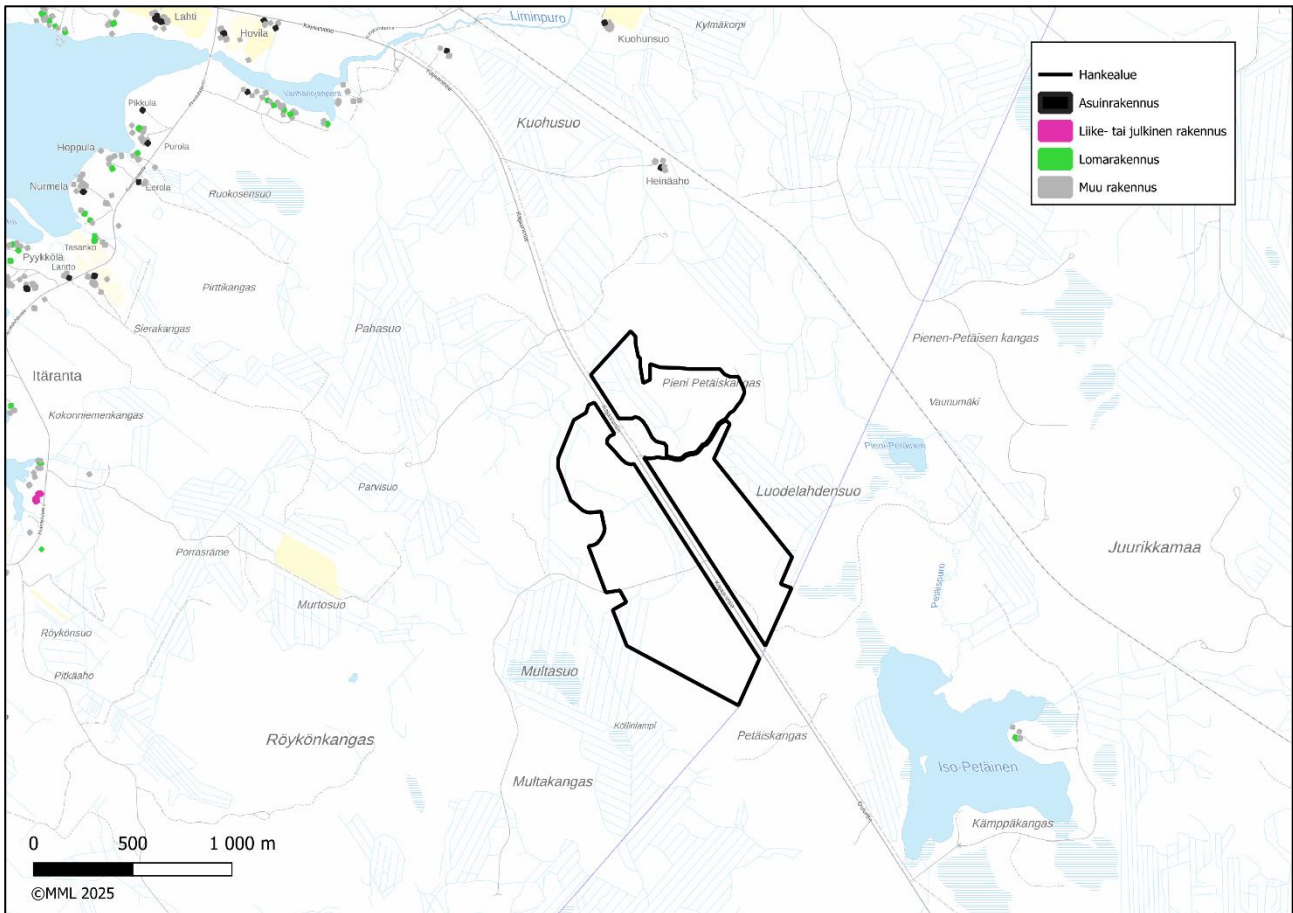 Lahti
Hovila
Liminpuro
Kuohunsuo
Kylmäkorpi
Hankealue
Asuinrakennus
Liike- tai julkinen rakennus
Lomarakennus
Muu rakennus
Pikkula
Kuohusuo
Hoppula
Purola
Heinäaho
Nurmela
Eerola
Ruokosensuo
Tasanko
Pyykkölä
Lantto
Pirttikangas
Sierakangas
Pahasuo
Pienen-Petäisen kangas
Itäranta
Pieni Petäiskangas
Vaunumäki
Kokonniemenkangas
Pieni-Petäinen
Parvisuo
Luodelahdensuo
Porrasräme
Juurikkamaa
Murtosuo
Röykönsuo
Pitkäaho
Multasuo
Köllinlampi
Petäiskangas
Röykönkangas
Iso-Petäinen
Multakangas
Kämppäkangas
0 500 1 000 m
©MML 2025